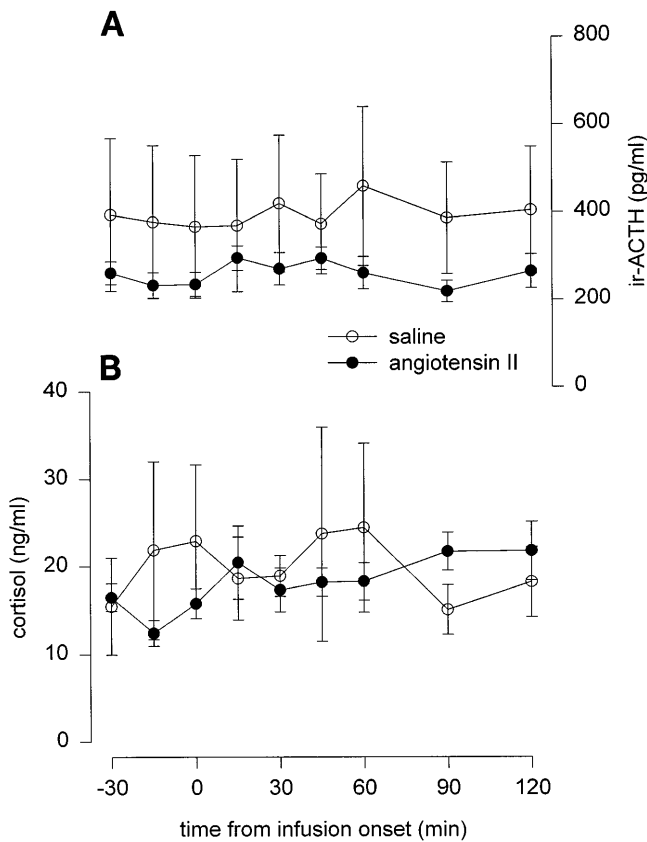 A
800
600
400
200
0
ir-ACTH (pg/ml)
saline
angiotensin II
B
40
30
20
10
0
cortisol (ng/ml)
-30 0 30 60 90 120
time from infusion onset (min)